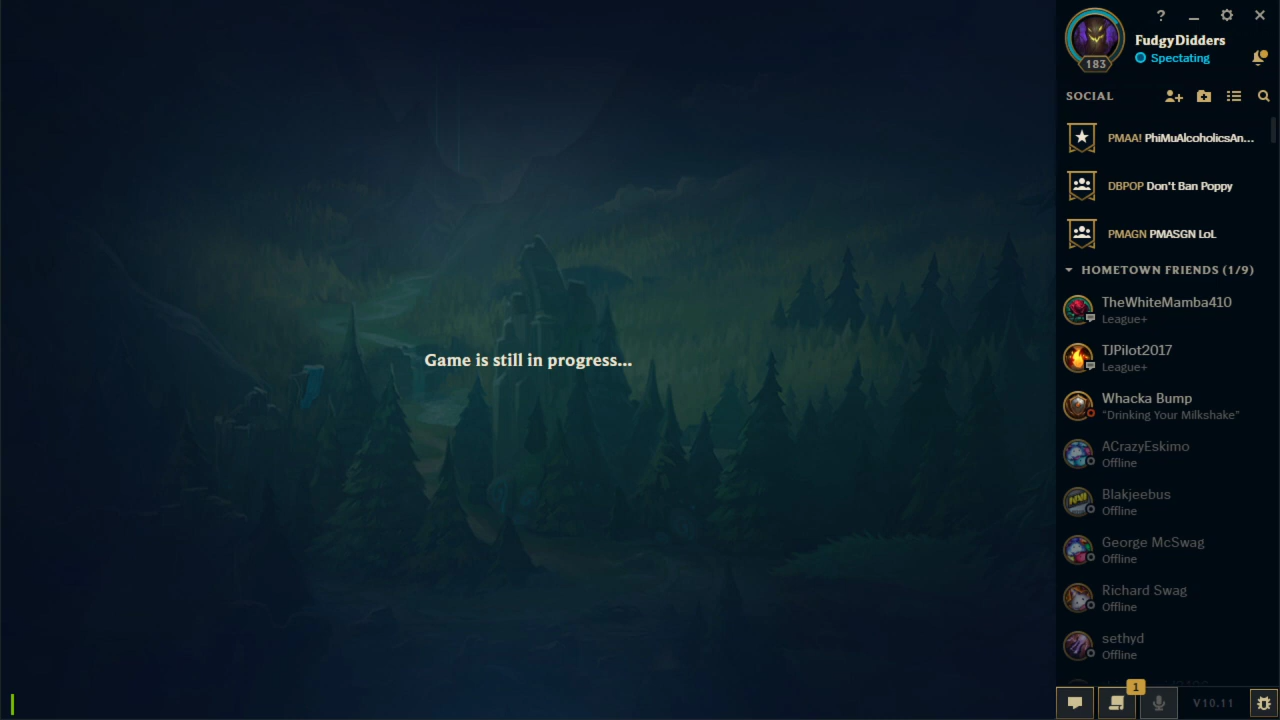 ?
FudgyDidders
183
Spectating
SOCIAL
PMAA! PhiMuAlcoholicsAn...
DBPOP Don't Ban Poppy
PMAGN PMASGN LoL
HOMETOWN FRIENDS (1/9)
TheWhiteMamba410
League+
TJPilot2017
League+
Game is still in progress...
Whacka Bump
"Drinking Your Milkshake"
ACrazyEskimo
Offline
Blakjeebus
Offline
George McSwag
Offline
Richard Swag
Offline
sethyd
Offline
1
V10.11